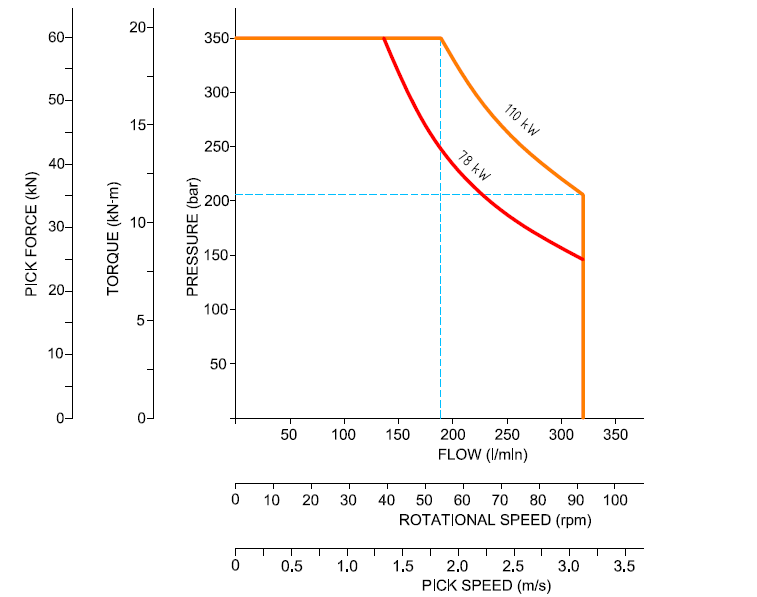 PICK FORCE (kN)
60
50
40
30
20
10
0
TORQUE (kN·m)
20
15
10
5
0
PRESSURE (bar)
350
300
250
200
150
100
50
110 kW
78 kW
50 100 150 200 250 300 350
FLOW (l/mln)
0 10 20 30 40 50 60 70 80 90 100
ROTATIONAL SPEED (rpm)
0 0.5 1.0 1.5 2.0 2.5 3.0 3.5
PICK SPEED (m/s)